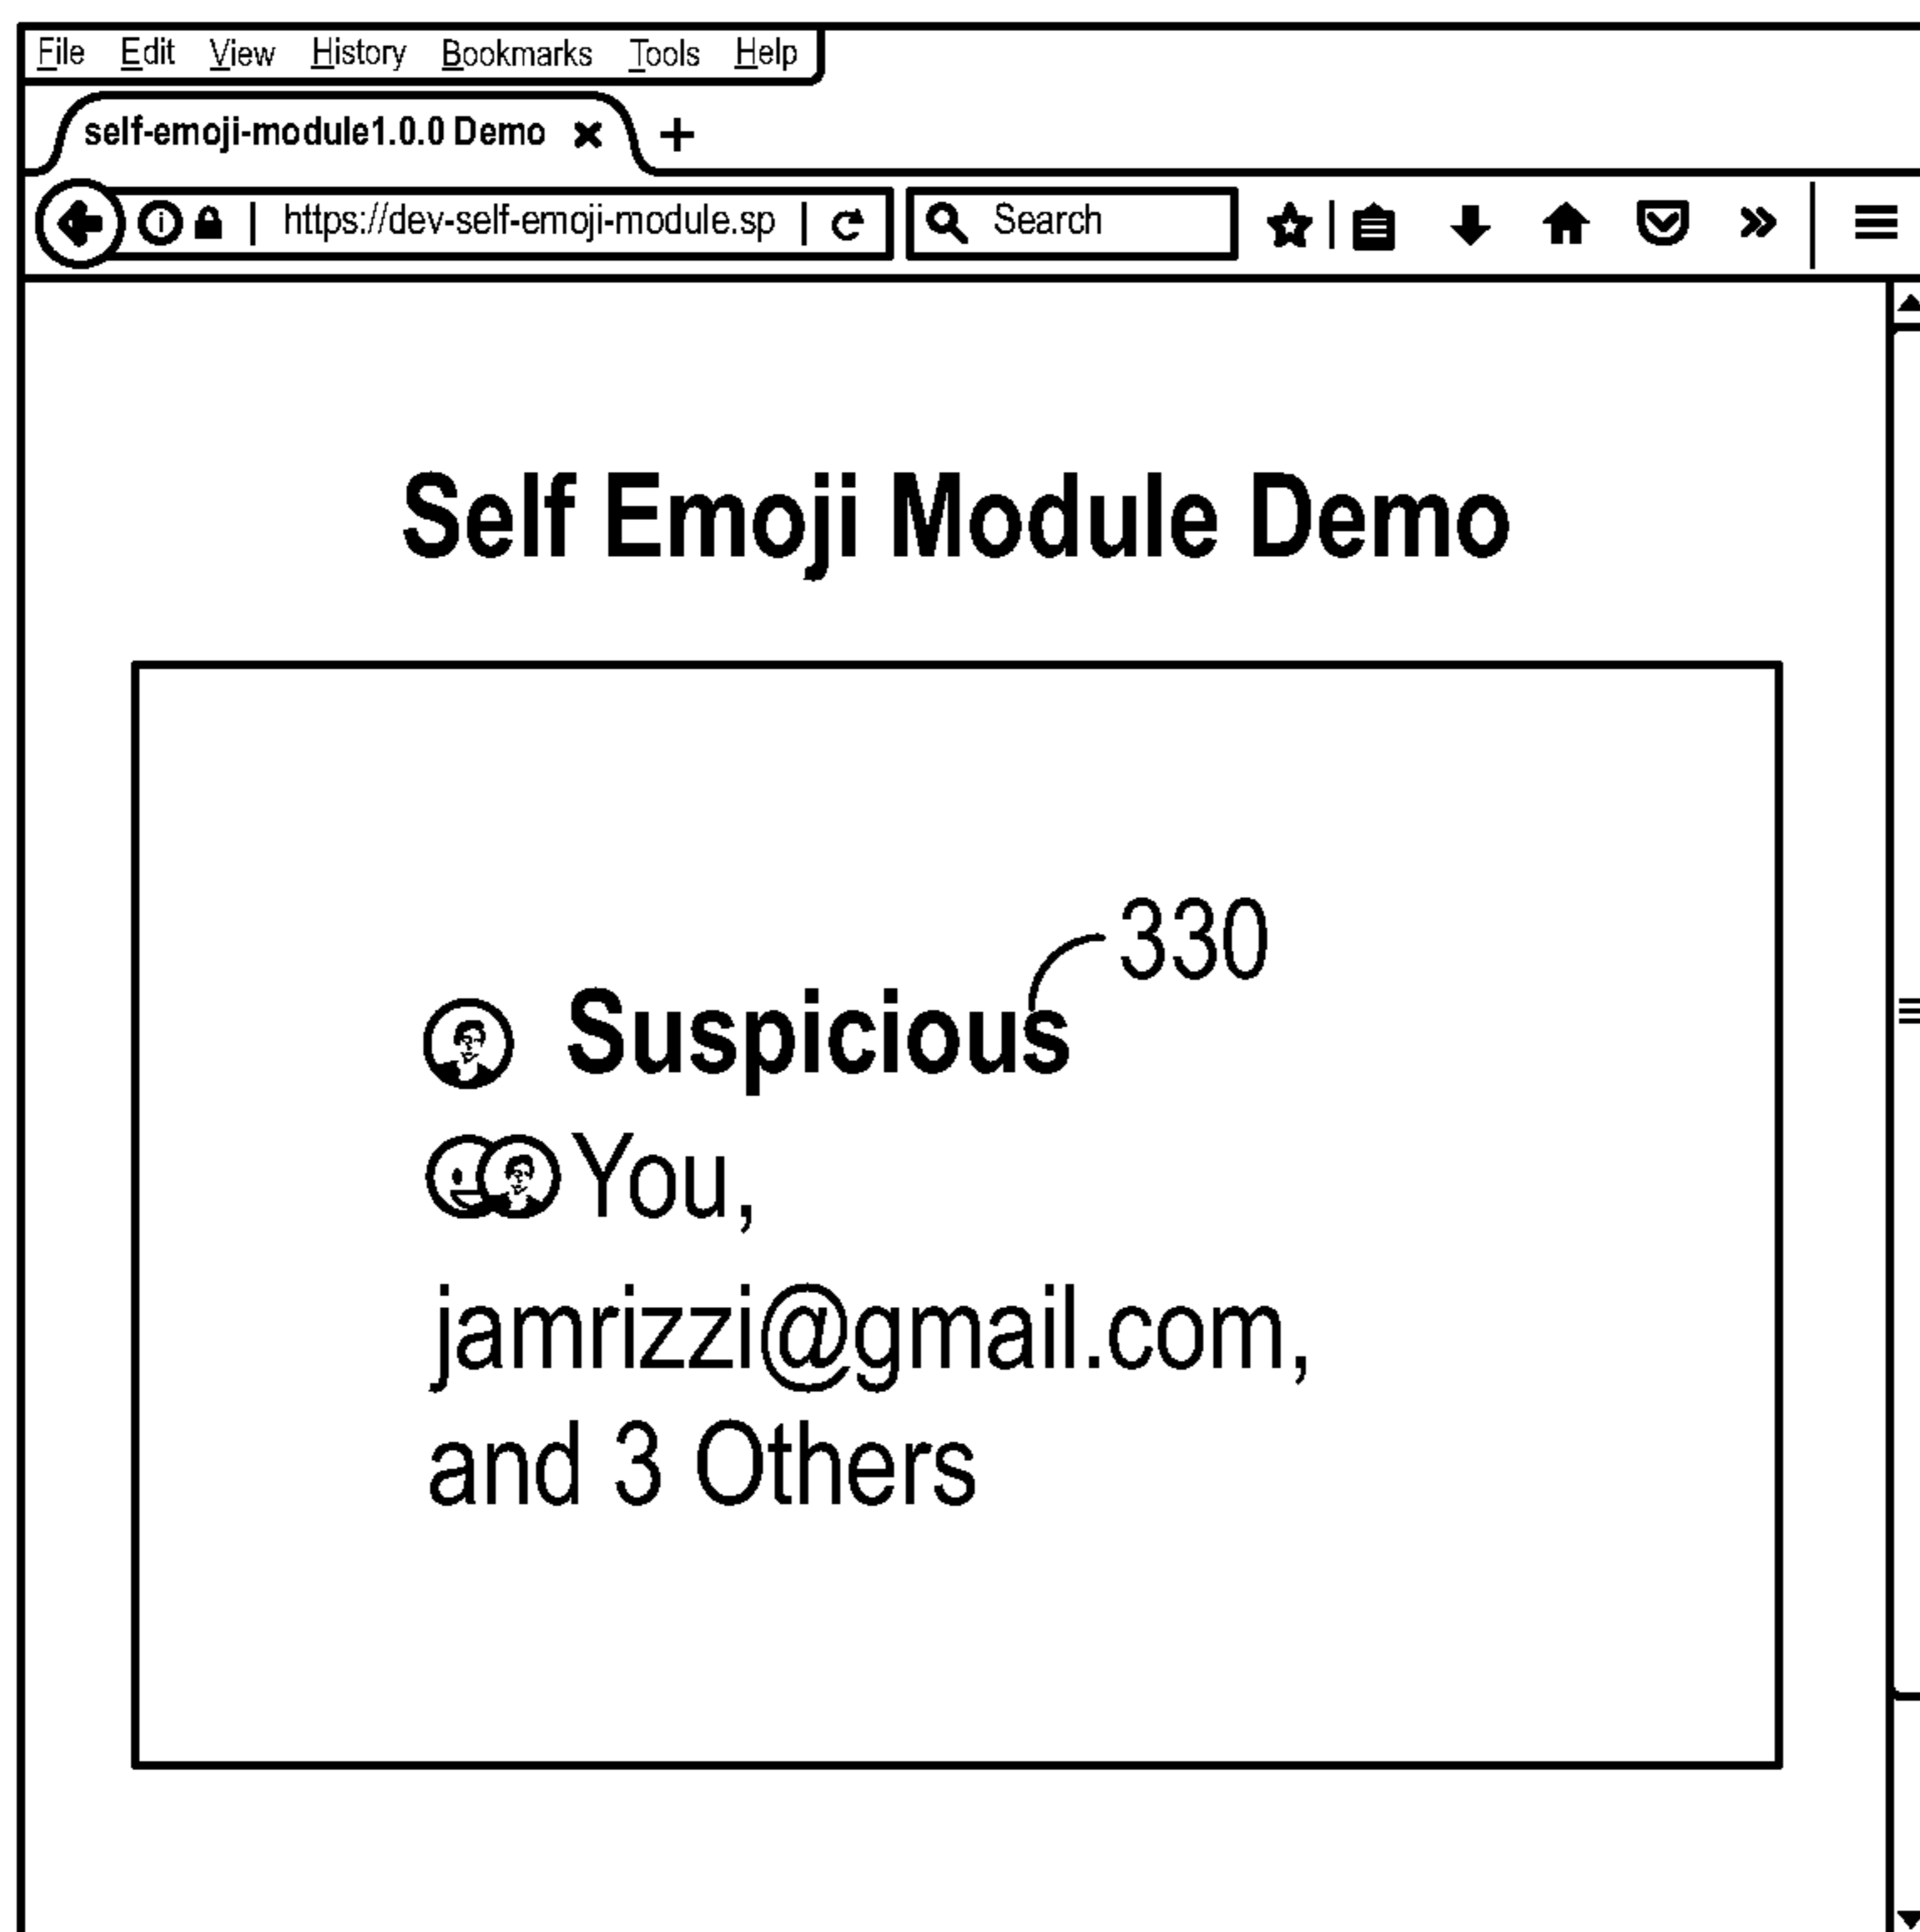 File Edit View History Bookmarks Tools Help
self-emoji-module1.0.0 Demo
https://dev-self-emoji-module.sp
Search
Self Emoji Module Demo
330
Suspicious
You,
jamrizzi@gmail.com,
and 3 Others